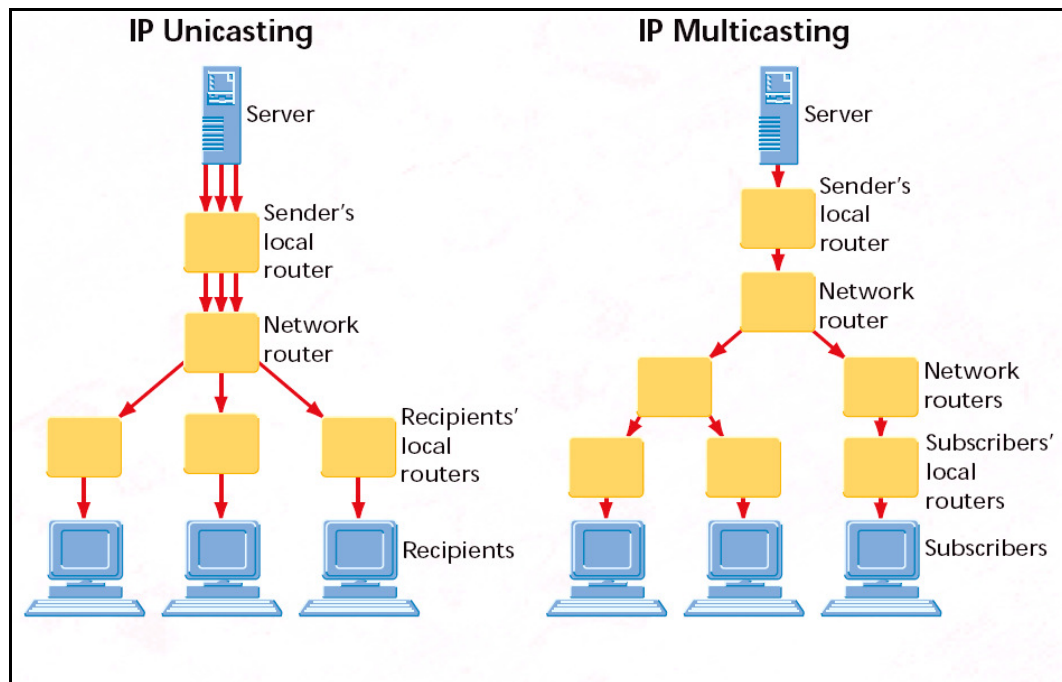 IP Unicasting
Server
Sender's
local
router
Network
router
Recipients'
local
routers
Recipients
IP Multicasting
Server
Sender's
local
router
Network
router
Network
routers
Subscribers'
local
routers
Subscribers